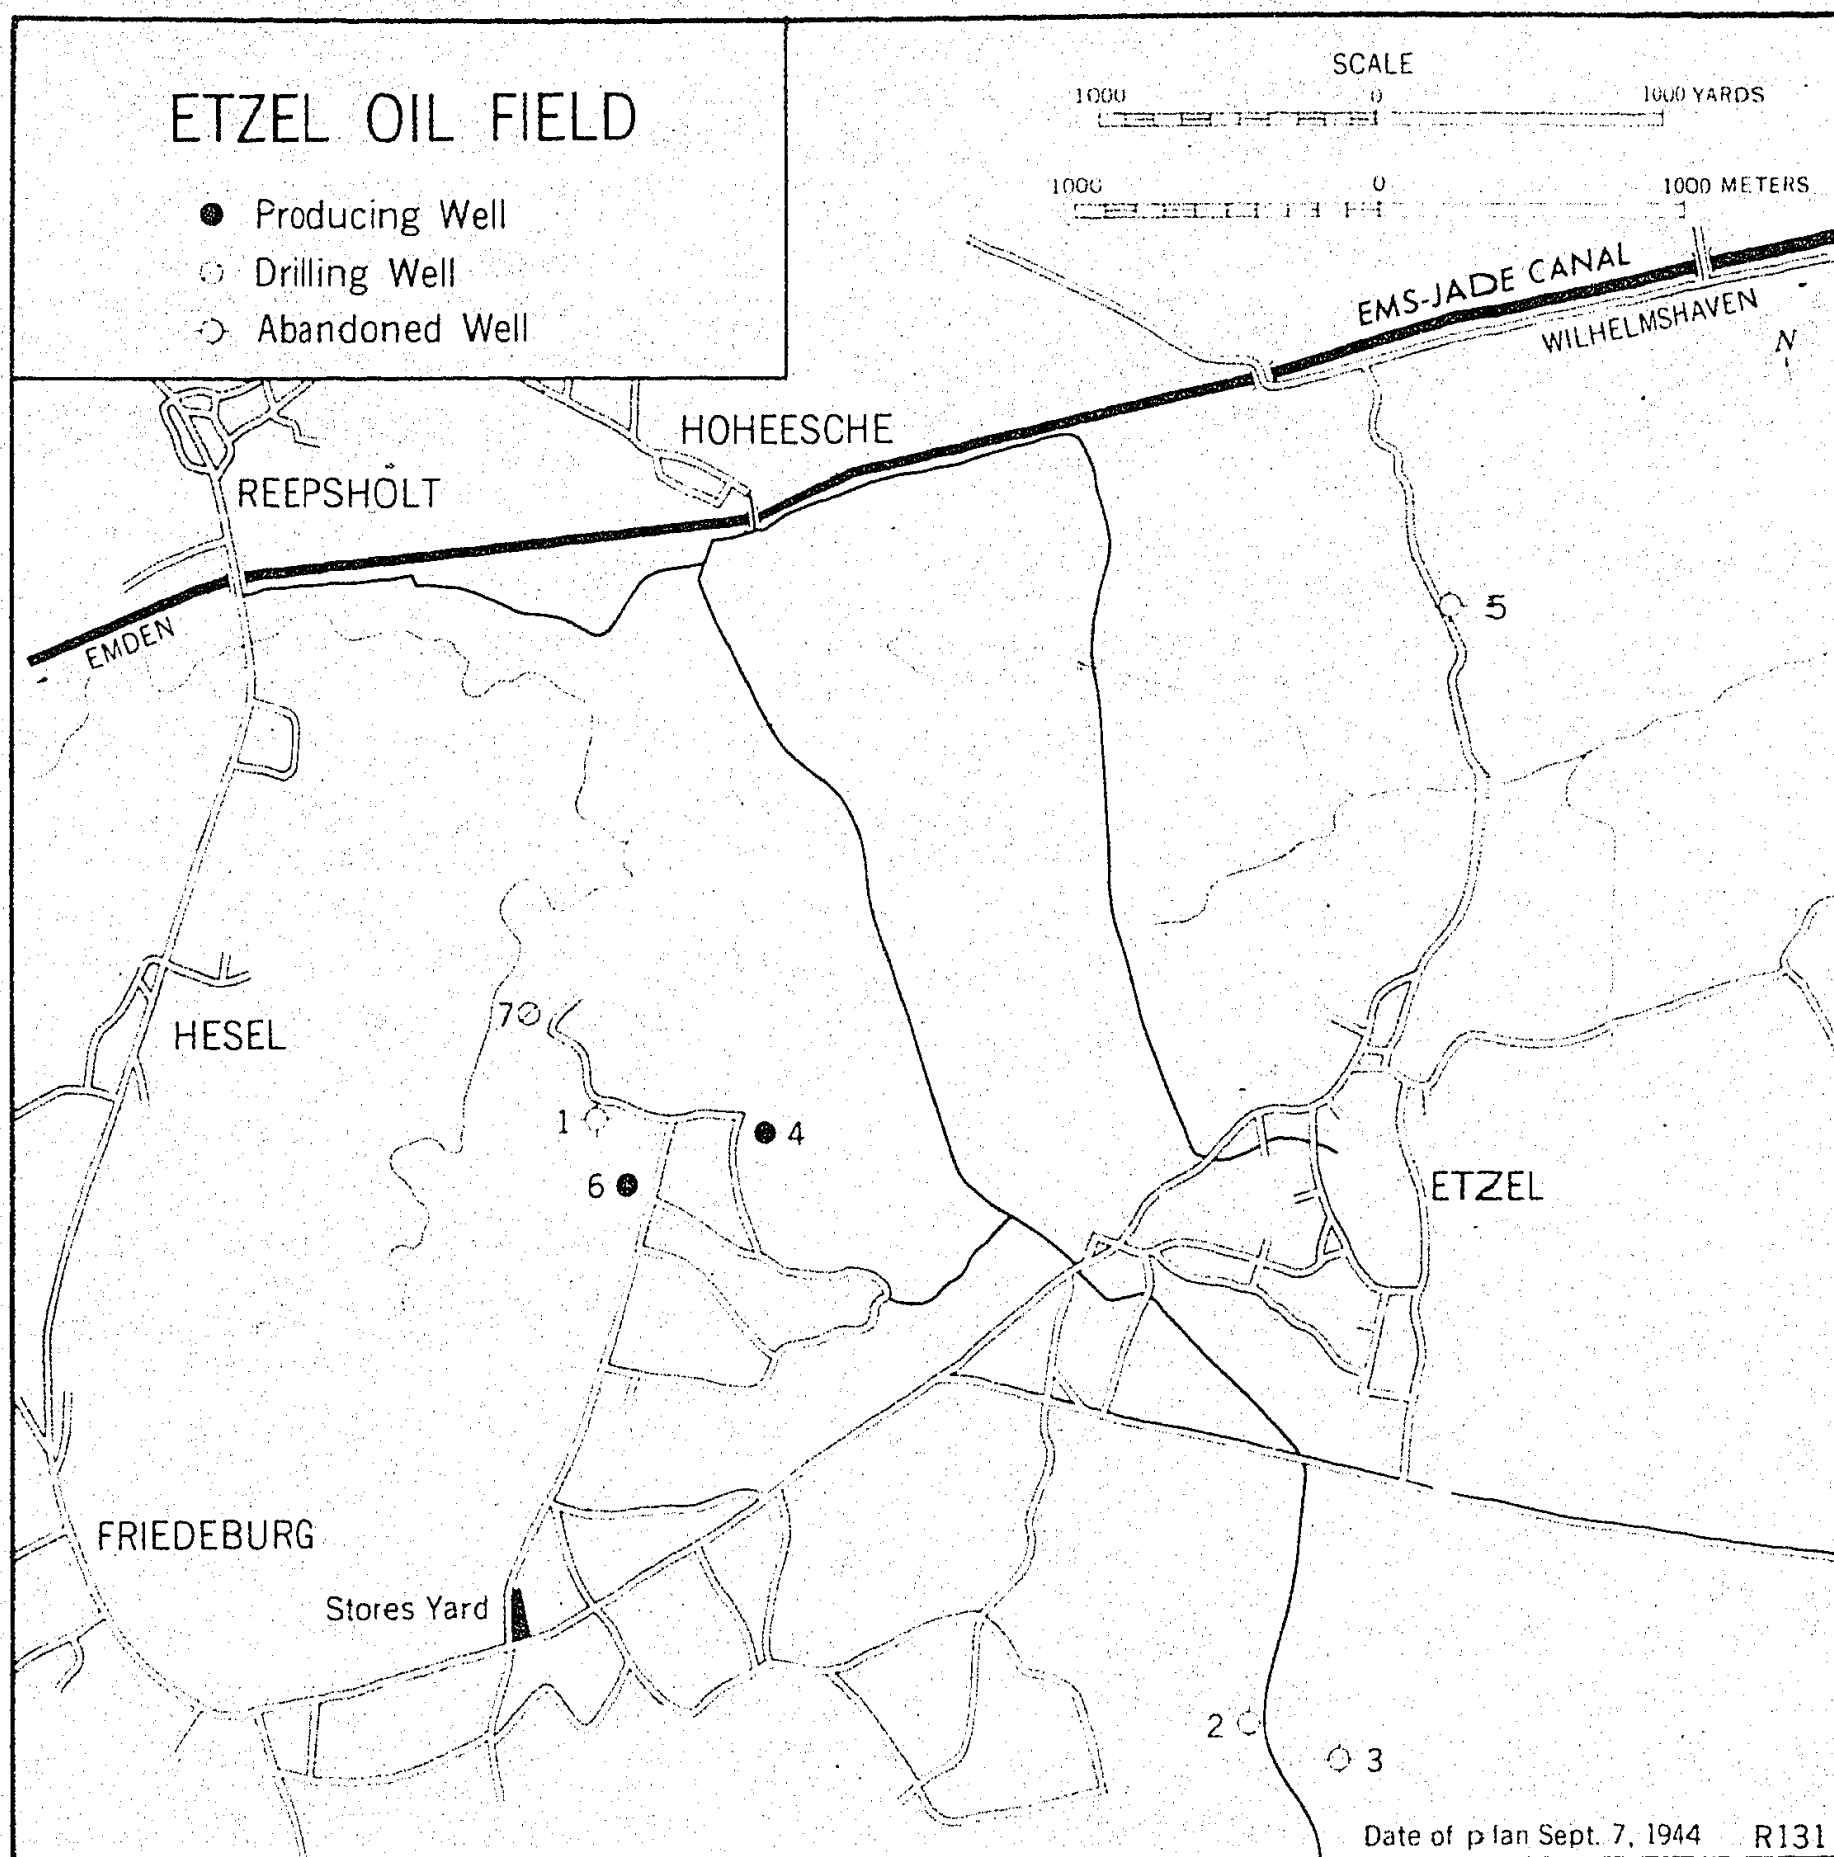 ETZEL OIL FIELD
Producing Well
Drilling Well
Abandoned Well
SCALE
1000 0 1000 YARDS
1000 0 1000 METERS
EMS-JADE CANAL
WILHELMSHAVEN
N
HOHEESCHE
REEPSHOLT
EMDEN
5
HESEL
7
1
4
6
ETZEL
FRIEDEBURG
Stores Yard
2
3
Date of plan Sept. 7, 1944 R131